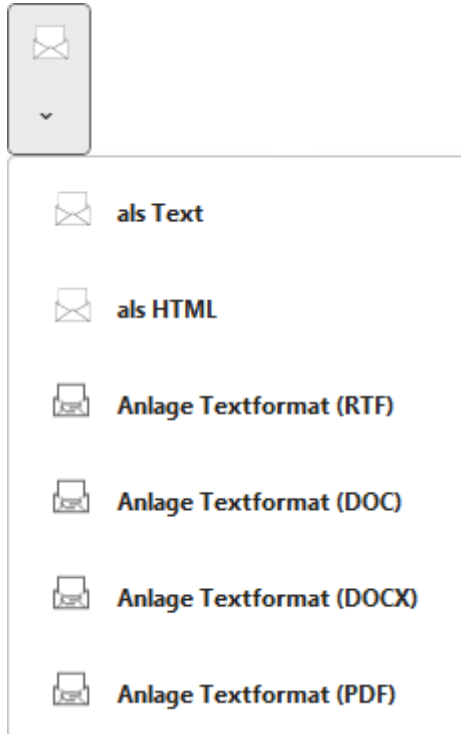 als Text
als HTML
Anlage Textformat (RTF)
Anlage Textformat (DOC)
Anlage Textformat (DOCX)
Anlage Textformat (PDF)